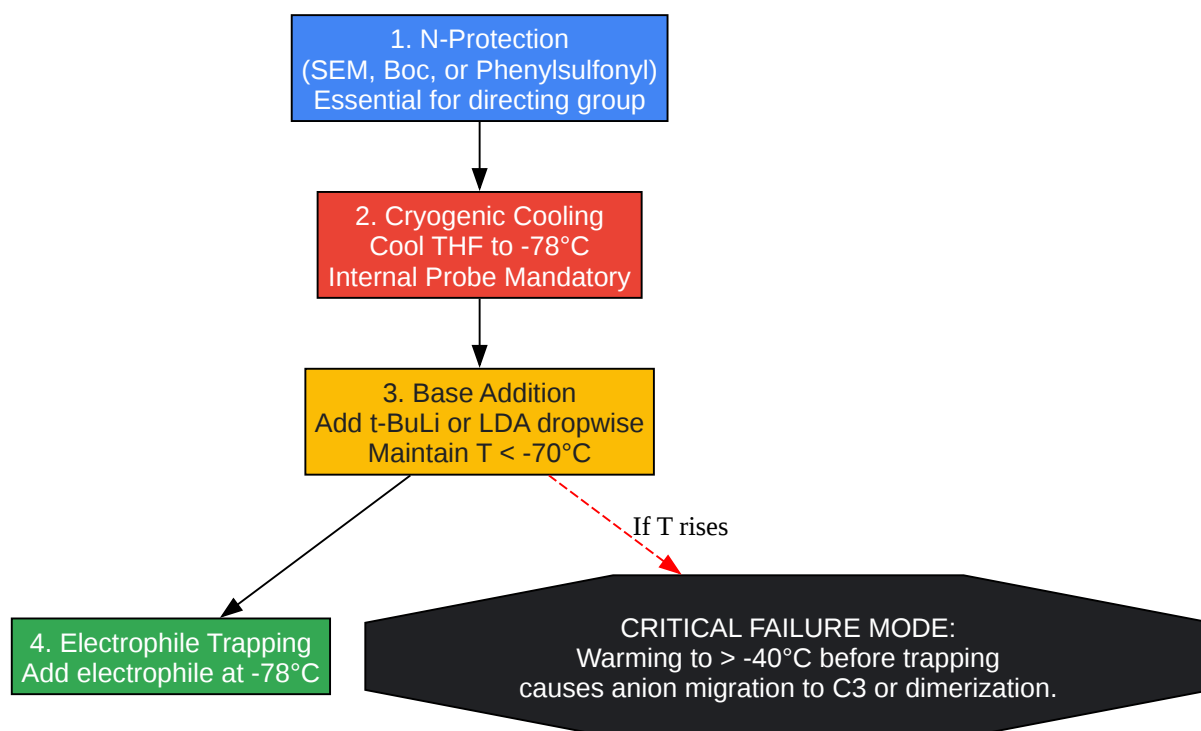 1. N-Protection
(SEM, Boc, or Phenylsulfonyl)
Essential for directing group
2. Cryogenic Cooling
Cool THF to -78°C
Internal Probe Mandatory
3. Base Addition
Add t-BuLi or LDA dropwise
Maintain T < -70°C
If T rises
4. Electrophile Trapping
Add electrophile at -78°C
CRITICAL FAILURE MODE:
Warming to > -40°C before trapping
causes anion migration to C3 or dimerization.